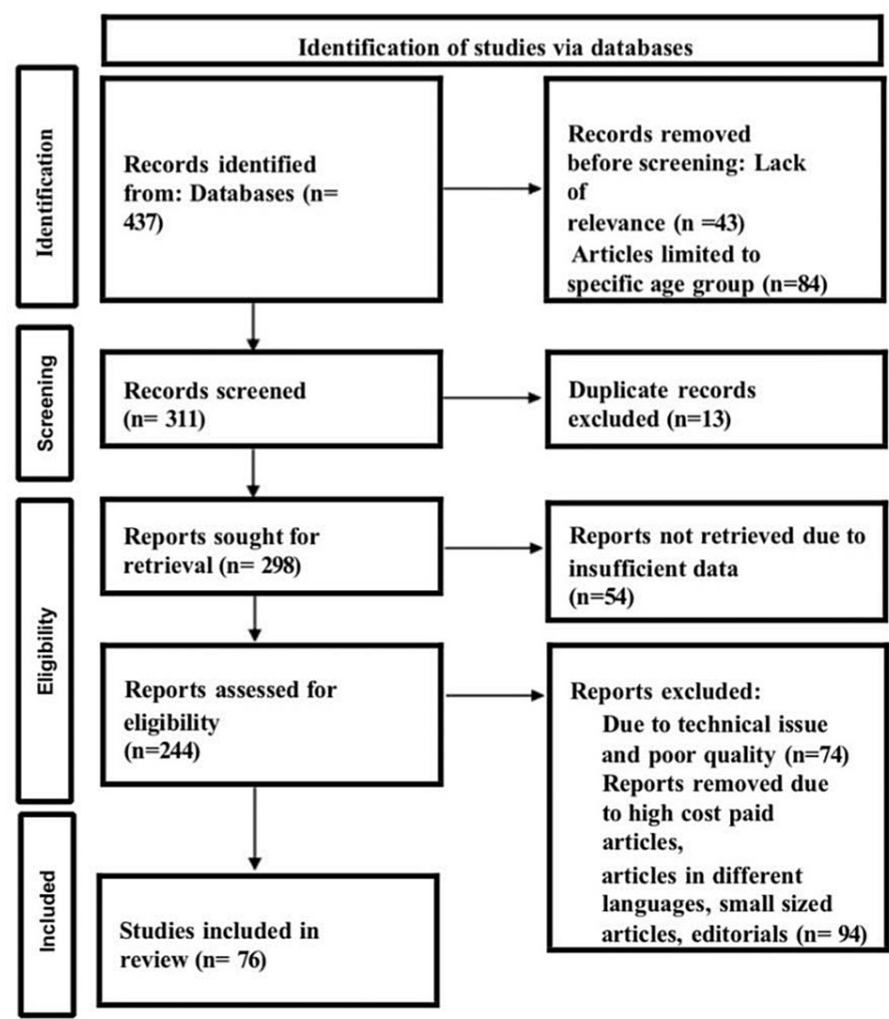 Identification of studies via databases
Identification
Records identified
from: Databases (n=
437)
Records removed
before screening: Lack
of
relevance (n =43)
Articles limited to
specific age group (n=84)
Screening
Records screened
(n= 311)
Duplicate records
excluded (n=13)
Eligibility
Reports sought for
retrieval (n= 298)
Reports not retrieved due to
insufficient data
(n=54)
Reports assessed for
eligibility
(n=244)
Reports excluded:
Due to technical issue
and poor quality (n=74)
Reports removed due
to high cost paid
articles,
articles in different
languages, small sized
articles, editorials (n= 94)
Included
Studies included in
review (n= 76)